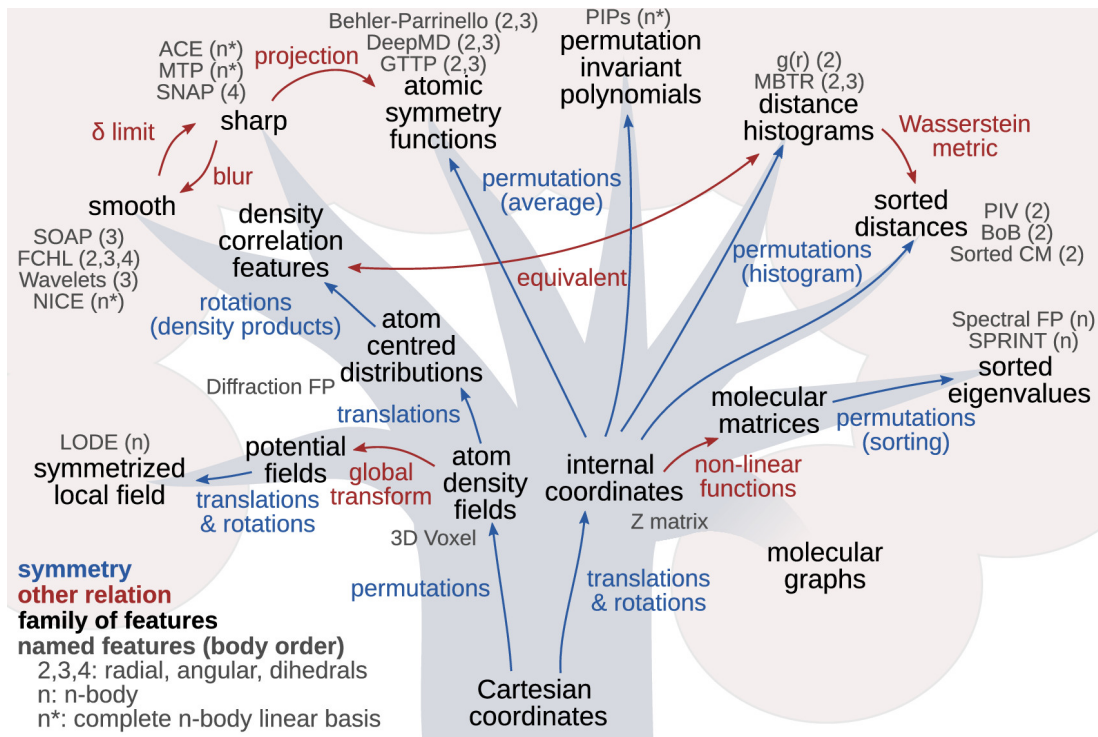 Behler-Parrinello (2,3)
DeepMD (2,3)
GTTP (2,3)
atomic
symmetry
functions
PIPs (n*)
permutation
invariant
polynomials
g(r) (2)
MBTR (2,3)
distance
histograms
ACE (n*)
MTP (n*)
SNAP (4)
sharp
projection
δ limit
blur
smooth
SOAP (3)
FCHL (2,3,4)
Wavelets (3)
NICE (n*)
density
correlation
features
permutations
(average)
Wasserstein
metric
sorted
distances
PIV (2)
BoB (2)
Sorted CM (2)
permutations
(histogram)
equivalent
rotations
(density products)
atom
centred
distributions
Diffraction FP
translations
Spectral FP (n)
SPRINT (n)
sorted
eigenvalues
molecular
matrices
permutations
(sorting)
LODE (n)
symmetrized
local field
potential
fields
translations
& rotations
global
transform
atom
density
fields
3D Voxel
internal
coordinates
non-linear
functions
Z matrix
molecular
graphs
permutations
translations
& rotations
Cartesian
coordinates
symmetry
other relation
family of features
named features (body order)
2,3,4: radial, angular, dihedrals
n: n-body
n*: complete n-body linear basis